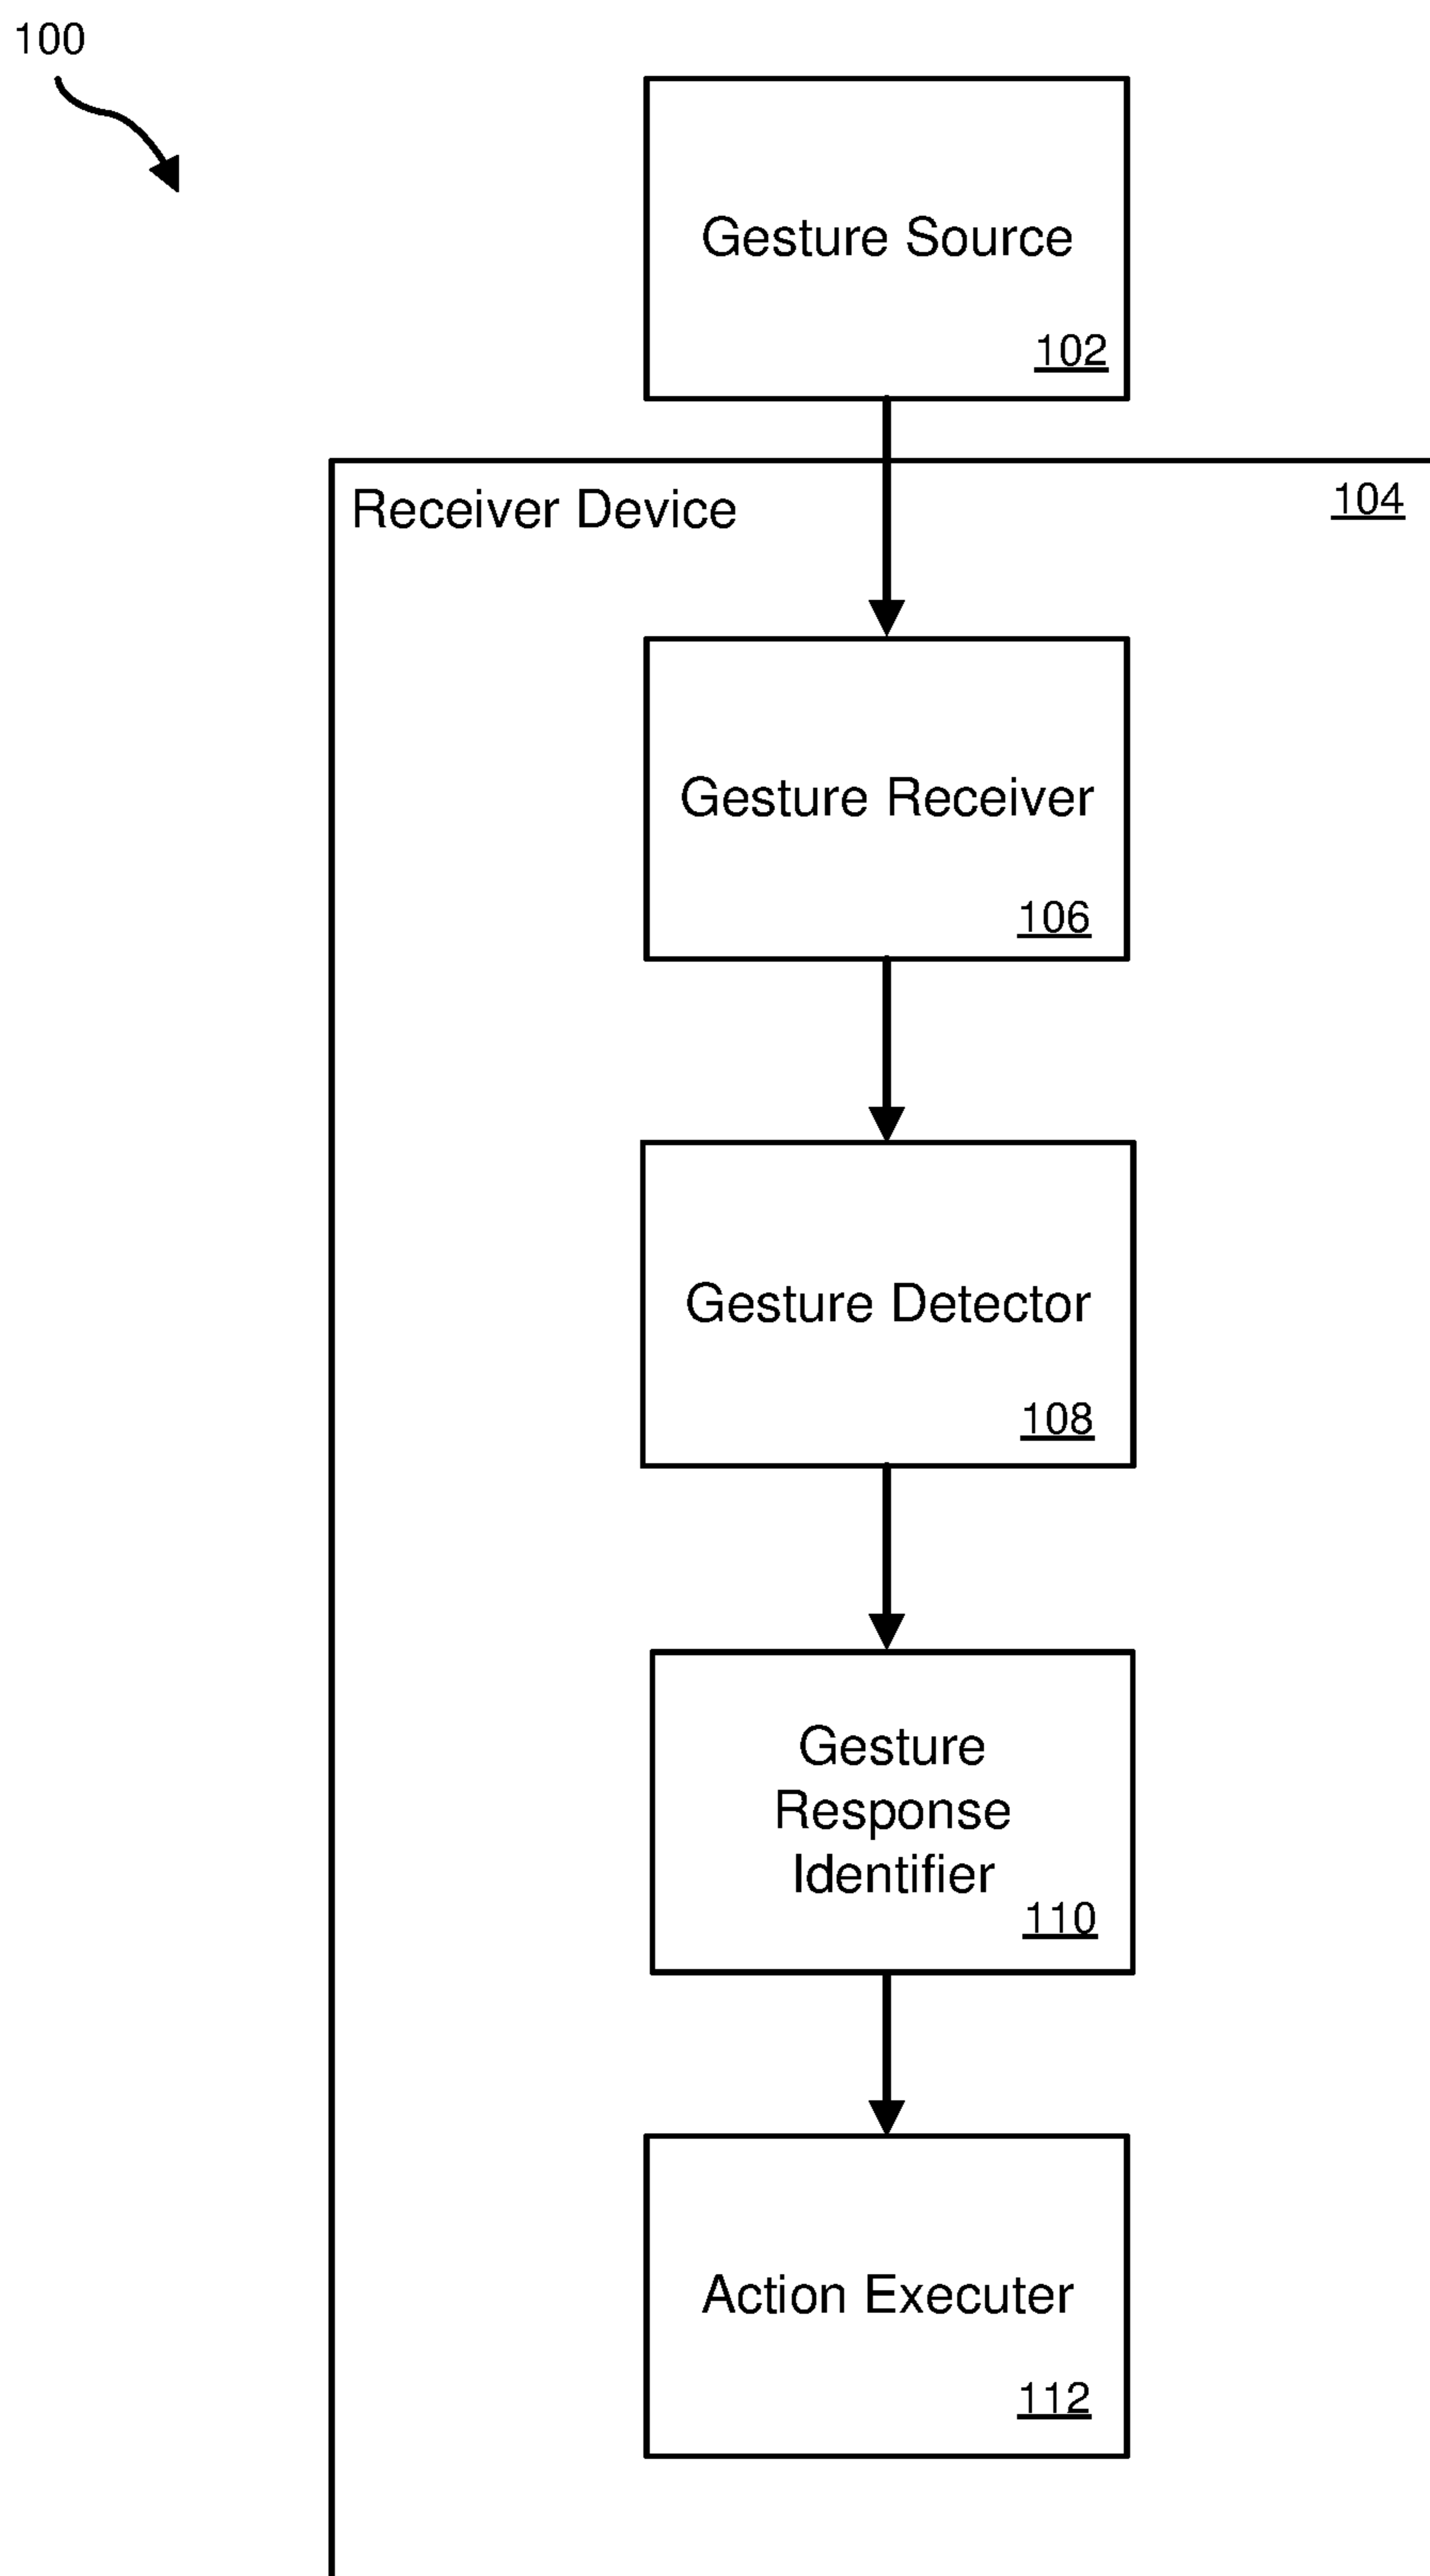 100
Gesture Source
102
Receiver Device
104
Gesture Receiver
106
Gesture Detector
108
Gesture
Response
Identifier
110
Action Executer
112